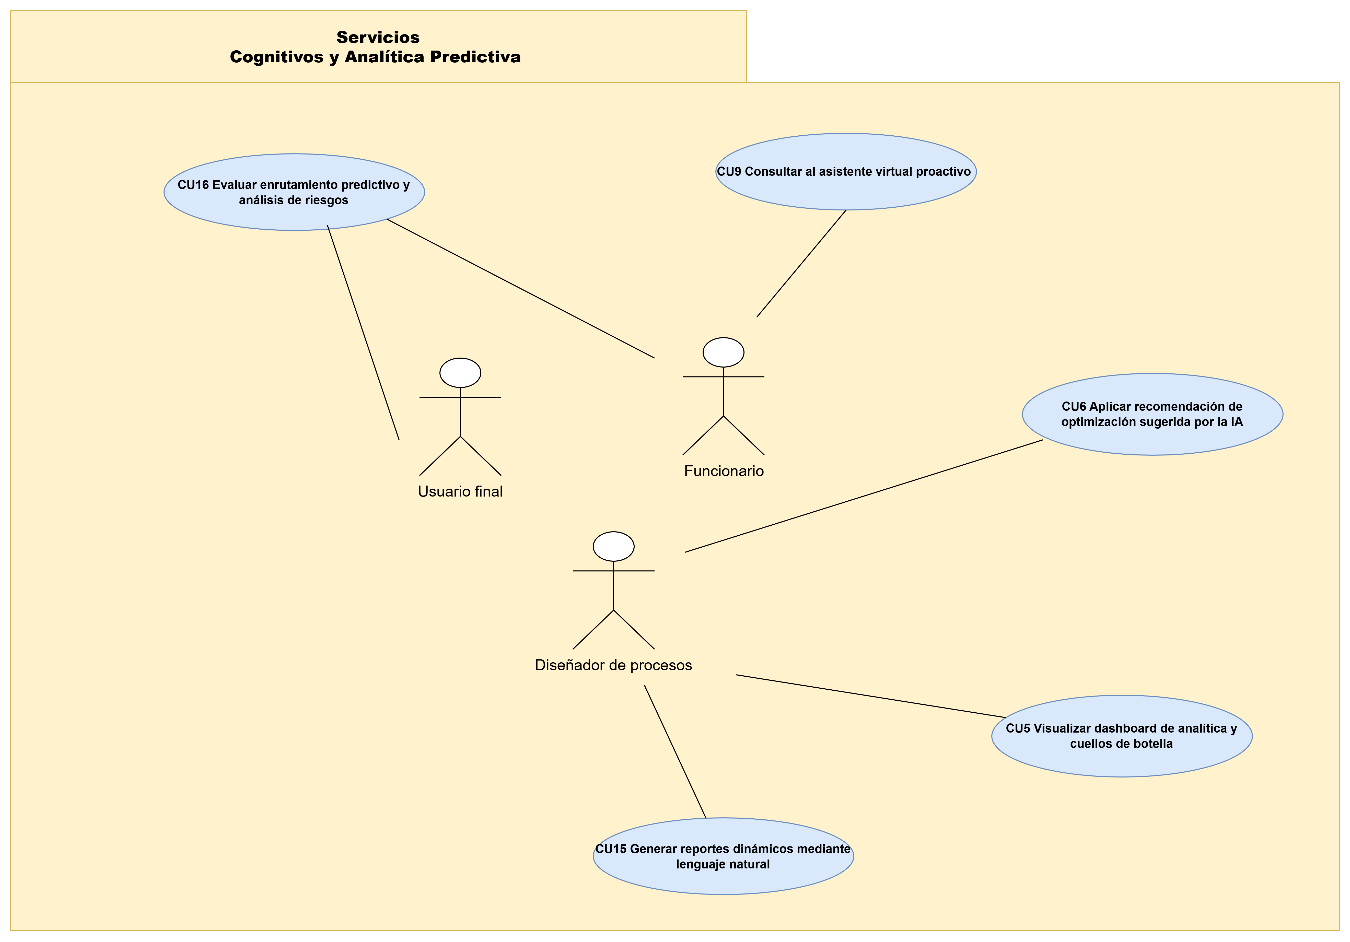 Servicios
Cognitivos y Analítica Predictiva
CU16 Evaluar enrutamiento predictivo y
análisis de riesgos
CU9 Consultar al asistente virtual proactivo
Usuario final
Funcionario
CU6 Aplicar recomendación de
optimización sugerida por la IA
Diseñador de procesos
CU5 Visualizar dashboard de analítica y
cuellos de botella
CU15 Generar reportes dinámicos mediante
lenguaje natural